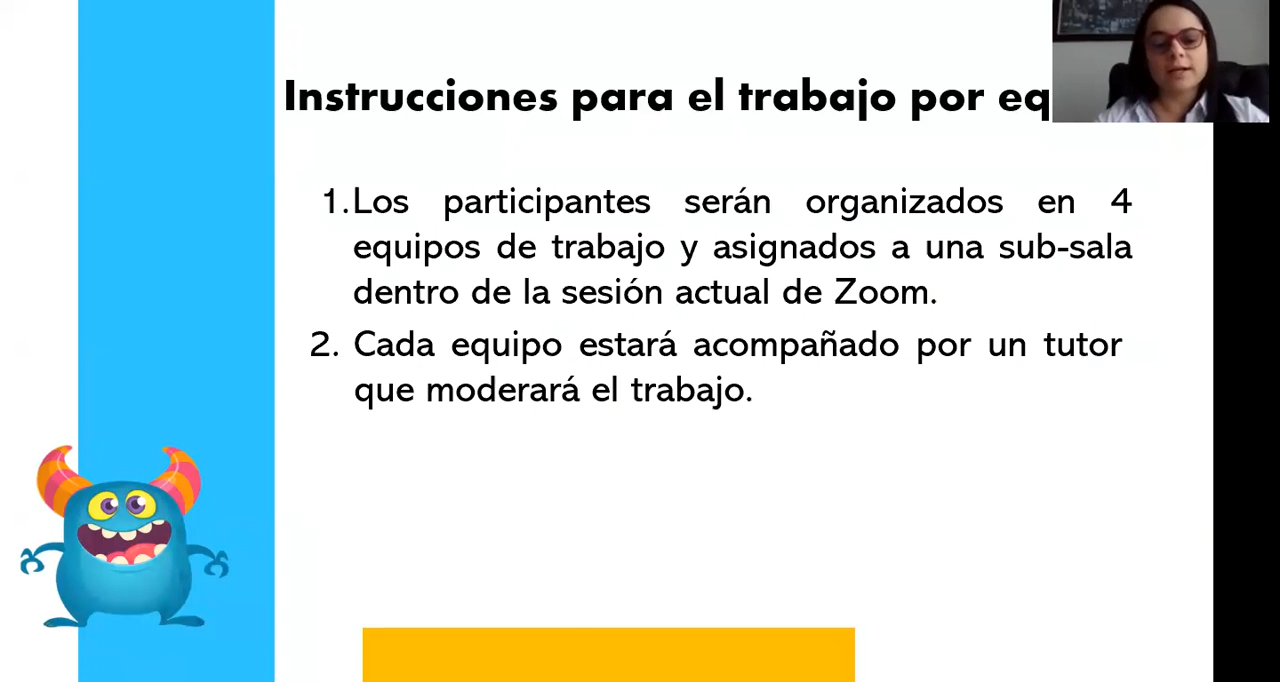 Instrucciones para el trabajo por
1. Los participantes serán organizados en 4
equipos de trabajo y asignados a una sub-sala
dentro de la sesión actual de Zoom.
2. Cada equipo estará acompañado por un tutor
que moderará el trabajo.